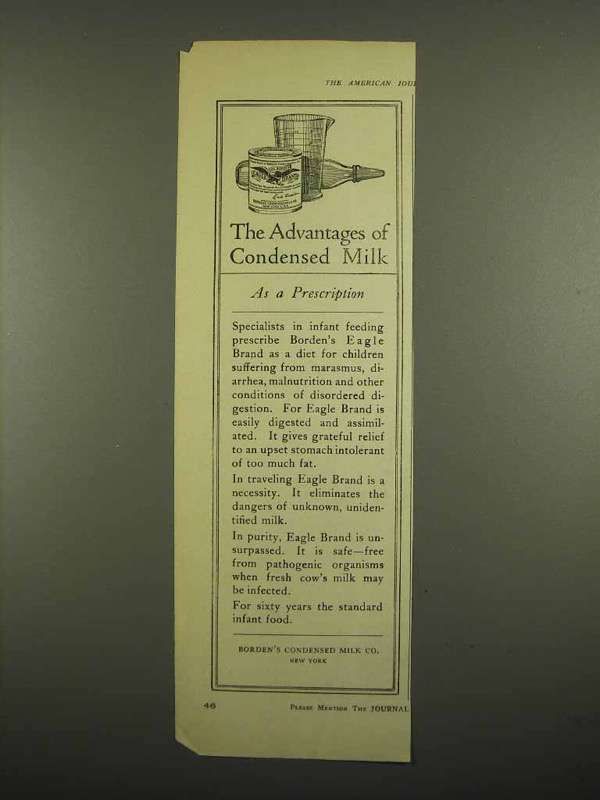 THE AMERICAN JOU
EAGLE BRAND
The Advantages of
Condensed Milk
As a Prescription
Specialists in infant feeding
prescribe Borden's Eagle
Brand as a diet for children
suffering from marasmus, di-
arrhea, malnutrition and other
conditions of disordered di-
gestion. For Eagle Brand is
easily digested and assimil-
ated. It gives grateful relief
to an upset stomach intolerant
of too much fat.
In traveling Eagle Brand is a
necessity. It eliminates the
dangers of unknown, uniden-
tified milk.
In purity, Eagle Brand is un-
surpassed. It is safe—free
from pathogenic organisms
when fresh cow's milk may
be infected.
For sixty years the standard
infant food.
BORDEN'S CONDENSED MILK CO.
NEW YORK
46 PLEASE MENTION THE JOURNAL